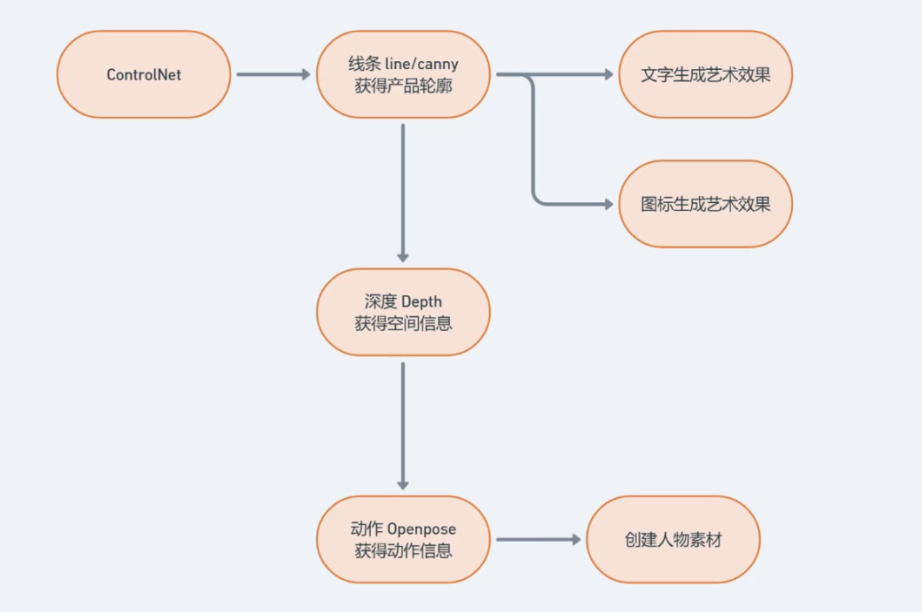 ControlNet
线条 line/canny
获得产品轮廓
文字生成艺术效果
图标生成艺术效果
深度 Depth
获得空间信息
动作 Openpose
获得动作信息
创建人物素材